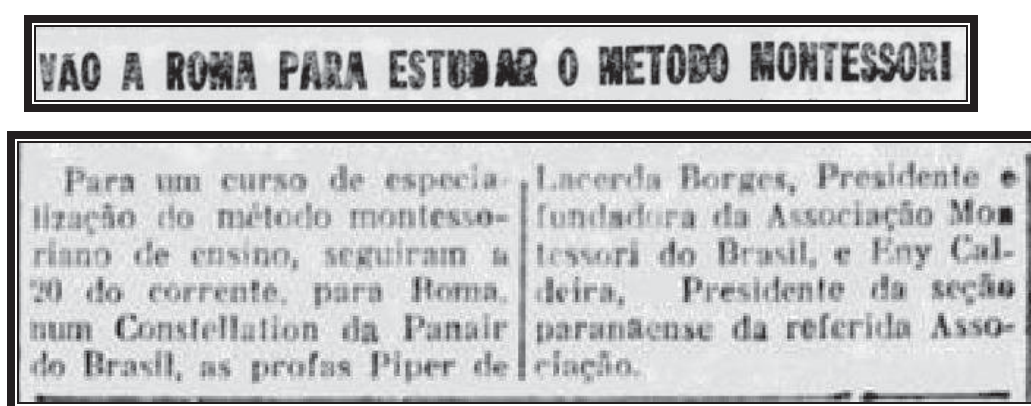 VÃO A ROMA PARA ESTUDAR O METODO MONTESSORI
Para um curso de especia-
lização do método montesso-
riano de ensino, seguiram a
20 do corrente, para Roma,
num Constellation da Panair
do Brasil, as profas Piper de
Lacerda Borges, Presidente e
fundadora da Associação Mon
tessori do Brasil, e Eny Cal-
deira, Presidente da seção
paranaense da referida Asso-
ciação.